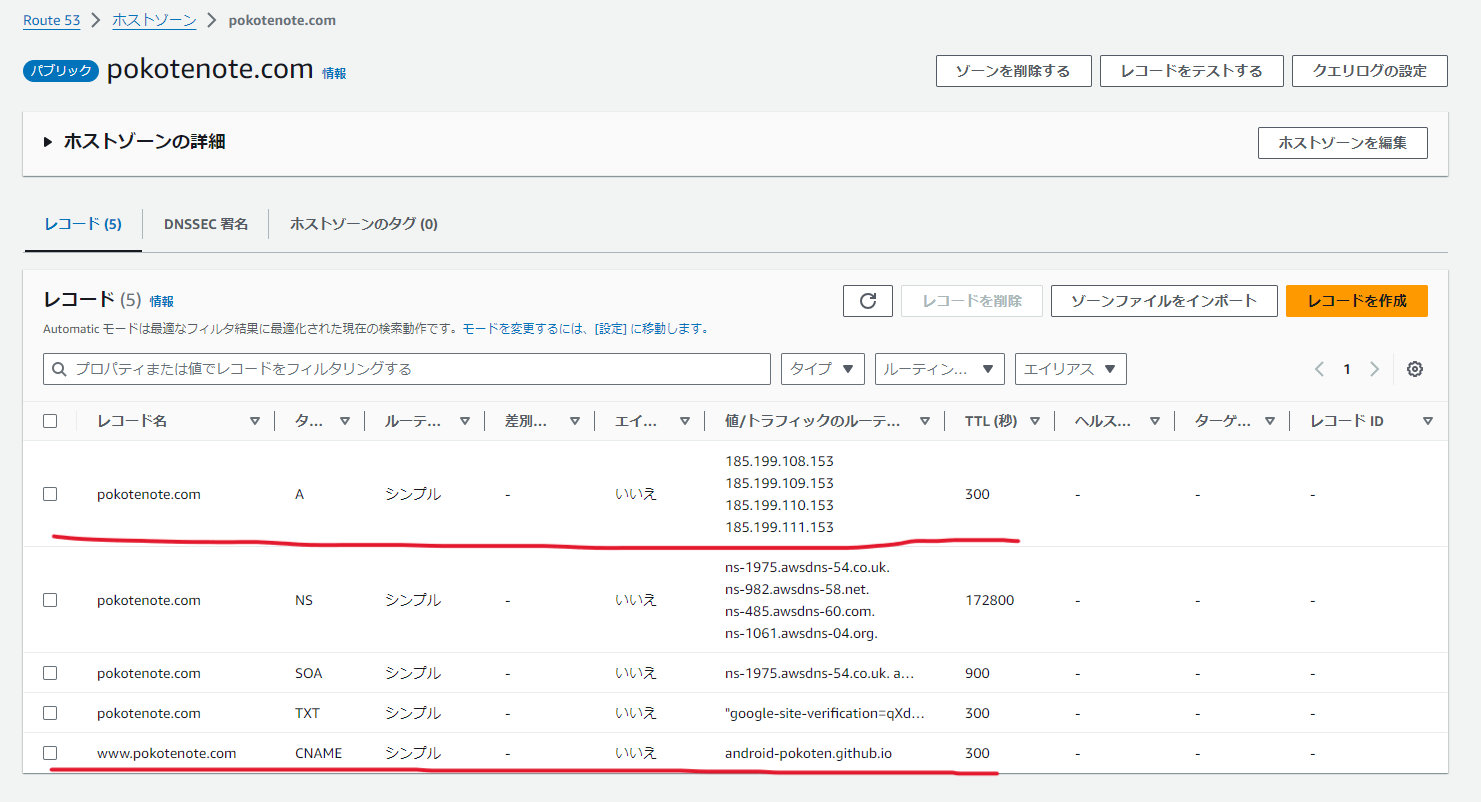 Route 53 > ホストゾーン > pokotenote.com
パブリック pokotenote.com 情報
ゾーンを削除する レコードをテストする クエリログの設定
ホストゾーンの詳細 ホストゾーンを編集
レコード (5) DNSSEC 署名 ホストゾーンのタグ (0)
レコード (5) 情報 レコードを削除 ゾーンファイルをインポート レコードを作成
Automatic モードは最適なフィルタ結果に最適化された現在の検索動作です。モードを変更するには、[設定] に移動します。
プロパティまたは値でレコードをフィルタリングする タイプ ルーティン... エイリアス 1
レコード名 タ... ルーテ... 差別... エイ... 値/トラフィックのルーテ... TTL (秒) ヘルス... ターゲ... レコード ID
185.199.108.153
185.199.109.153
pokotenote.com A シンプル - いいえ 300 - - -
185.199.110.153
185.199.111.153
ns-1975.awsdns-54.co.uk.
ns-982.awsdns-58.net.
pokotenote.com NS シンプル - いいえ 172800 - - -
ns-485.awsdns-60.com.
ns-1061.awsdns-04.org.
pokotenote.com SOA シンプル - いいえ ns-1975.awsdns-54.co.uk. a... 900 - - -
pokotenote.com TXT シンプル - いいえ "google-site-verification=qXd... 300 - - -
www.pokotenote.com CNAME シンプル - いいえ android-pokoten.github.io 300 - - -